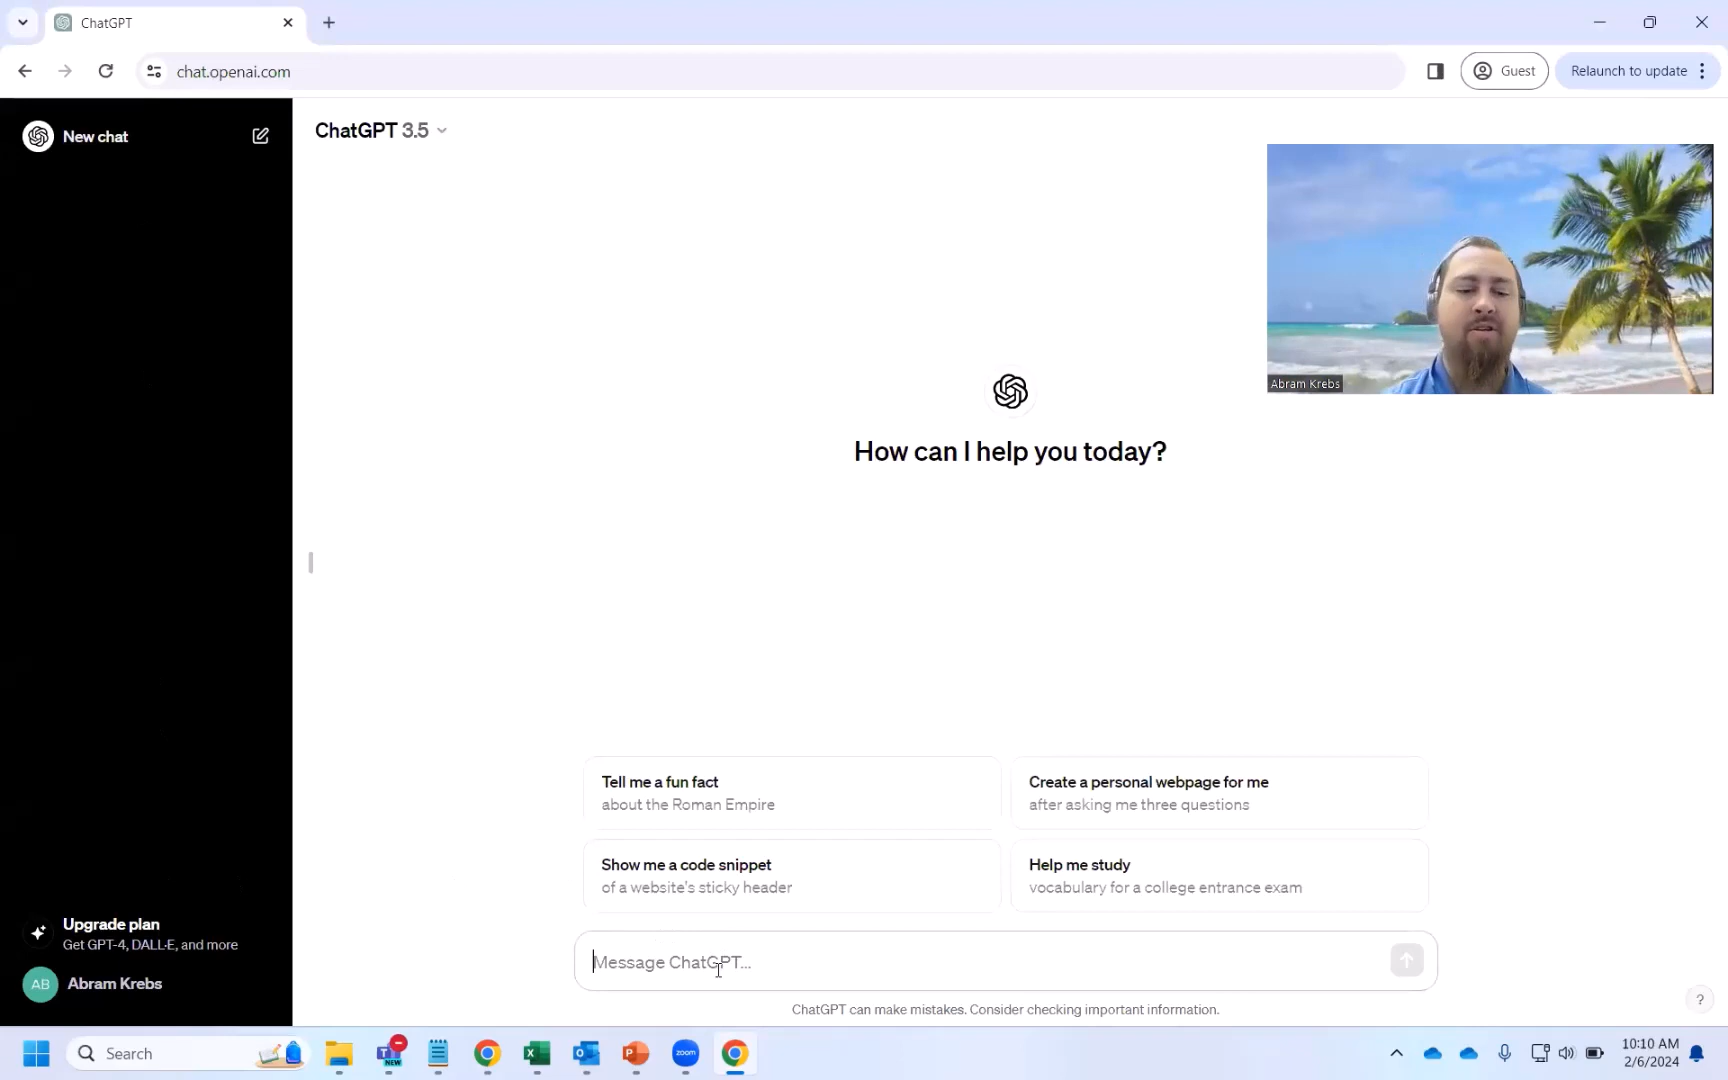 ChatGPT
chat.openai.com
Guest
Relaunch to update
New chat
ChatGPT 3.5
Abram Krebs
How can I help you today?
Tell me a fun fact
about the Roman Empire
Create a personal webpage for me
after asking me three questions
Show me a code snippet
of a website's sticky header
Help me study
vocabulary for a college entrance exam
Upgrade plan
Get GPT-4, DALL·E, and more
AB
Abram Krebs
Message ChatGPT...
ChatGPT can make mistakes. Consider checking important information.
?
Search
NEW
zoom
10:10 AM
2/6/2024